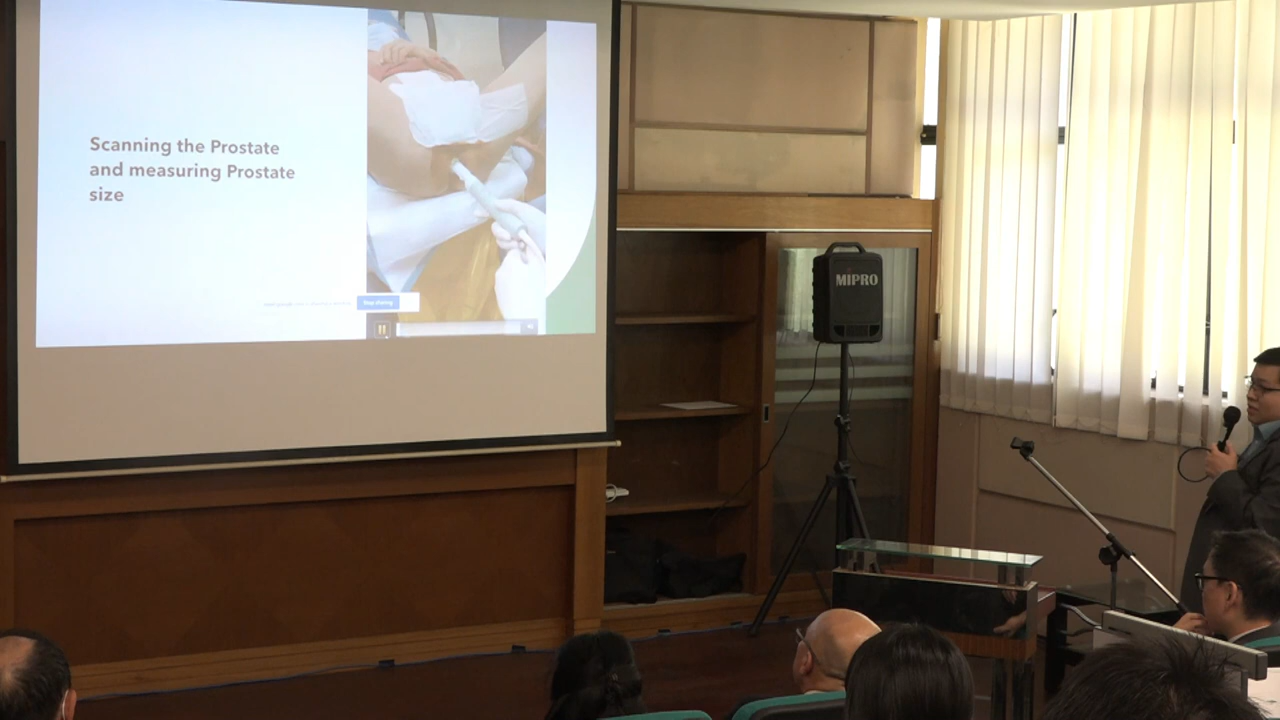 Scanning the Prostate
and measuring Prostate
size
Stop sharing
MIPRO